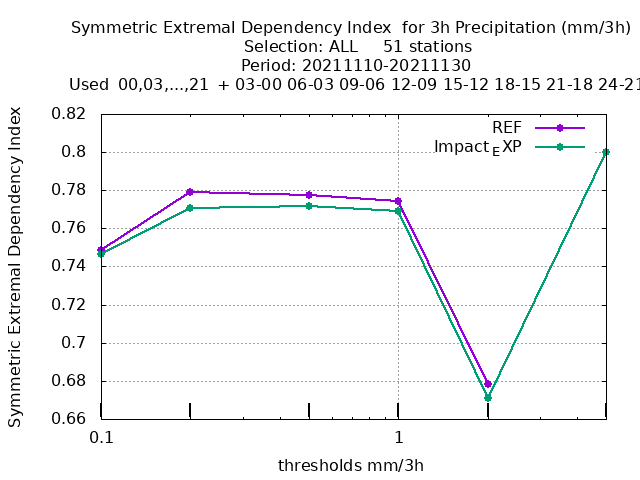 Symmetric Extremal Dependency Index for 3h Precipitation (mm/3h)
Selection: ALL 51 stations
Period: 20211110-20211130
Used 00,03,...,21 + 03-00 06-03 09-06 12-09 15-12 18-15 21-18 24-21
Symmetric Extremal Dependency Index
0.82
0.8
0.78
0.76
0.74
0.72
0.7
0.68
0.66
REF
Impact_EXP
0.1 1
thresholds mm/3h